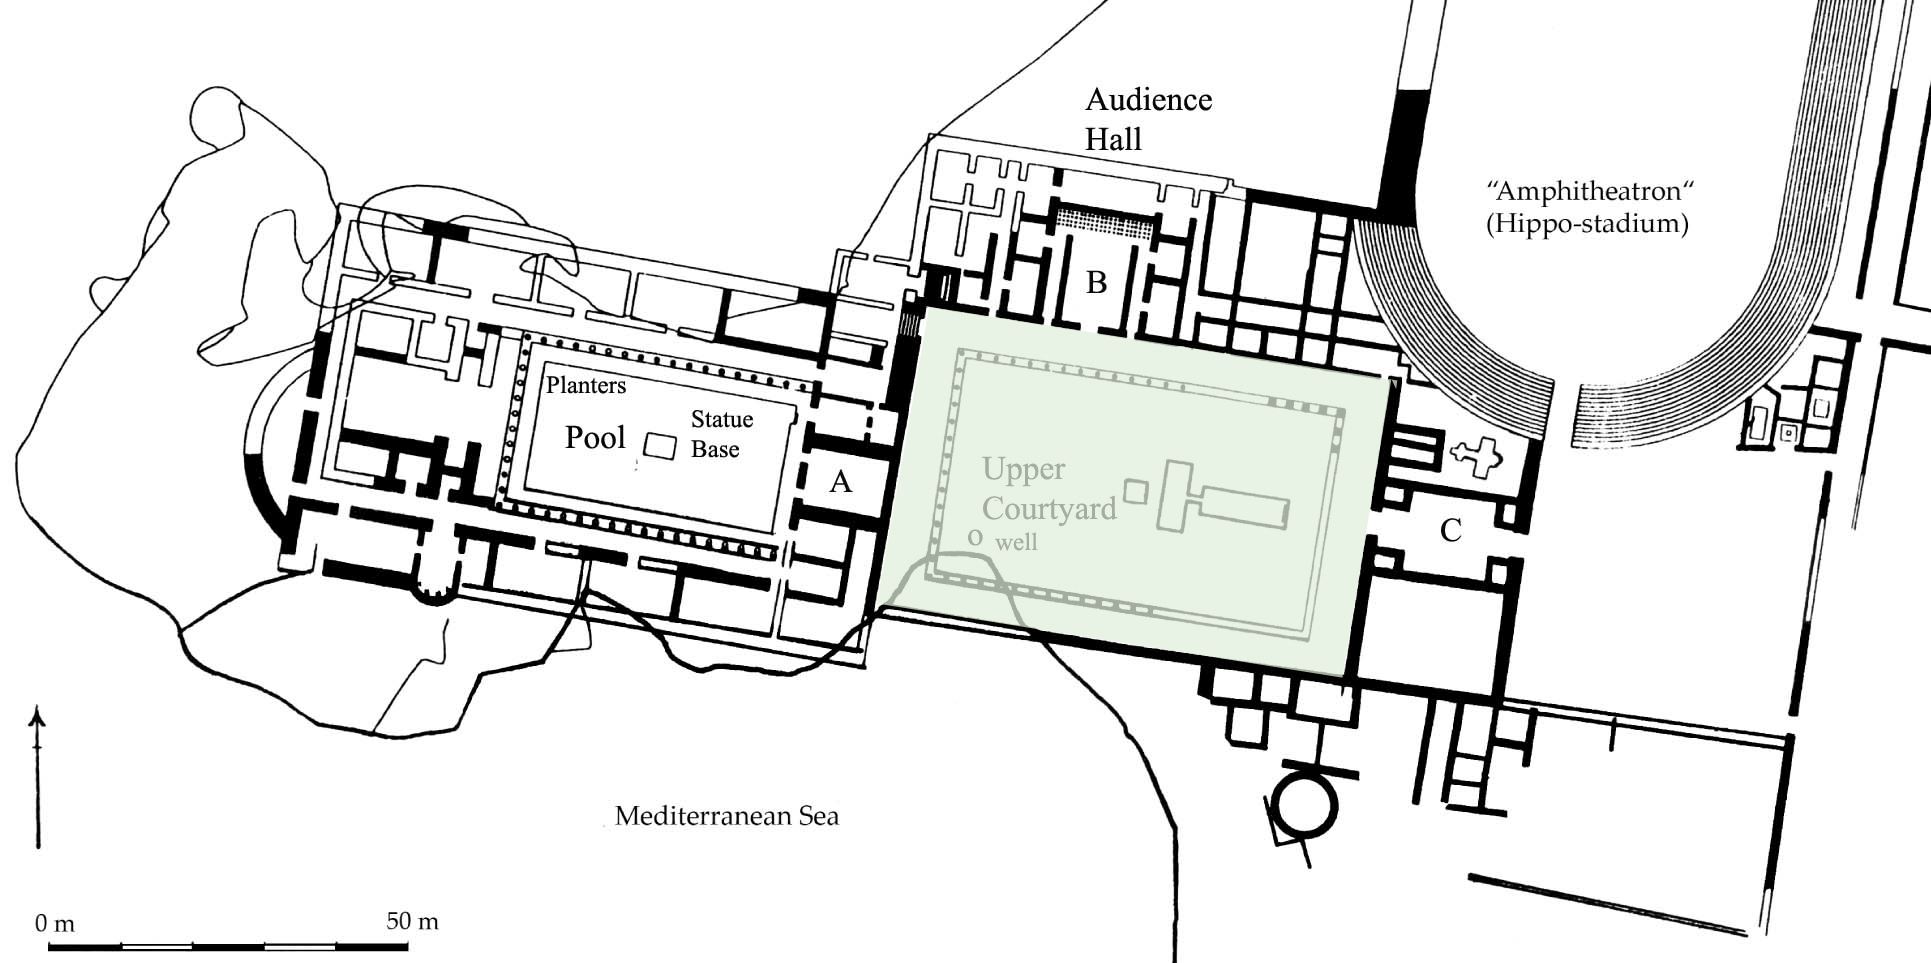 Audience
Hall
“Amphitheatron“
(Hippo-stadium)
B
Planters
Pool
Statue
Base
A
Upper
Courtyard
well
C
Mediterranean Sea
0 m
50 m